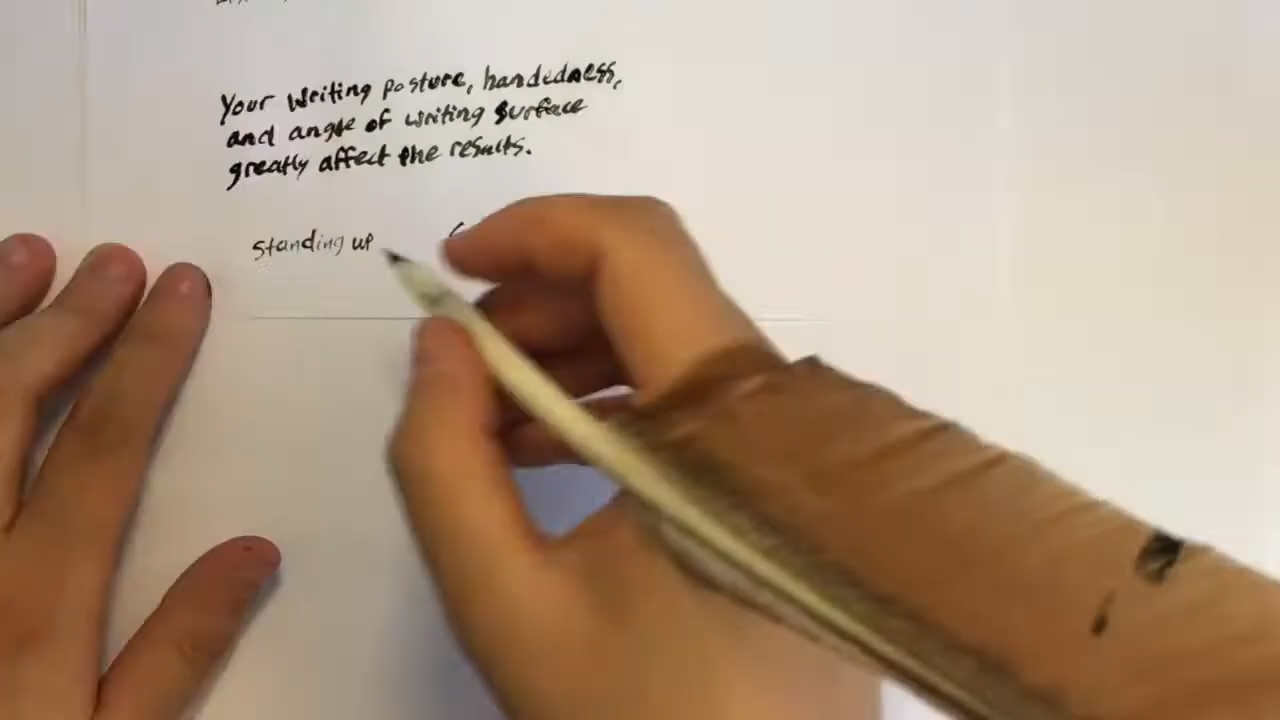 Your writing posture, handedness,
and angle of writing surface
greatly affect the results.
Standing up